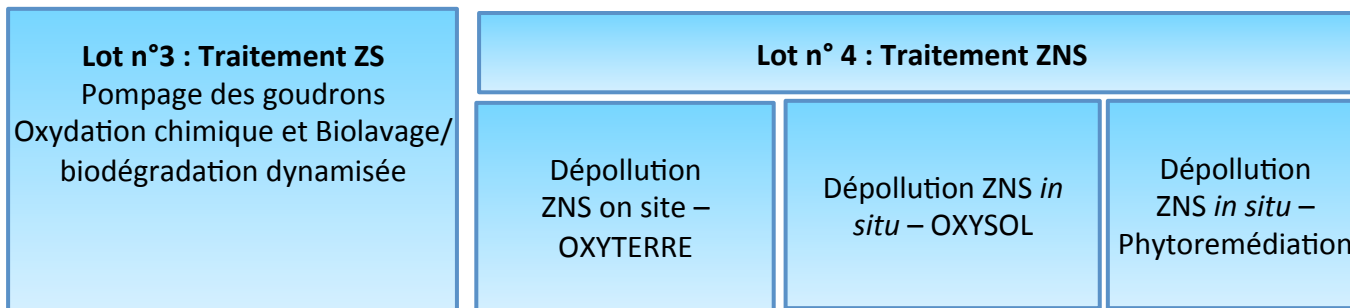 Lot n°3 : Traitement ZS
Pompage des goudrons
Oxydation chimique et Biolavage/
biodégradation dynamisée
Lot n° 4 : Traitement ZNS
Dépollution
ZNS on site –
OXYTERRE
Dépollution ZNS in
situ – OXYSOL
Dépollution
ZNS in situ –
Phytoremédiation